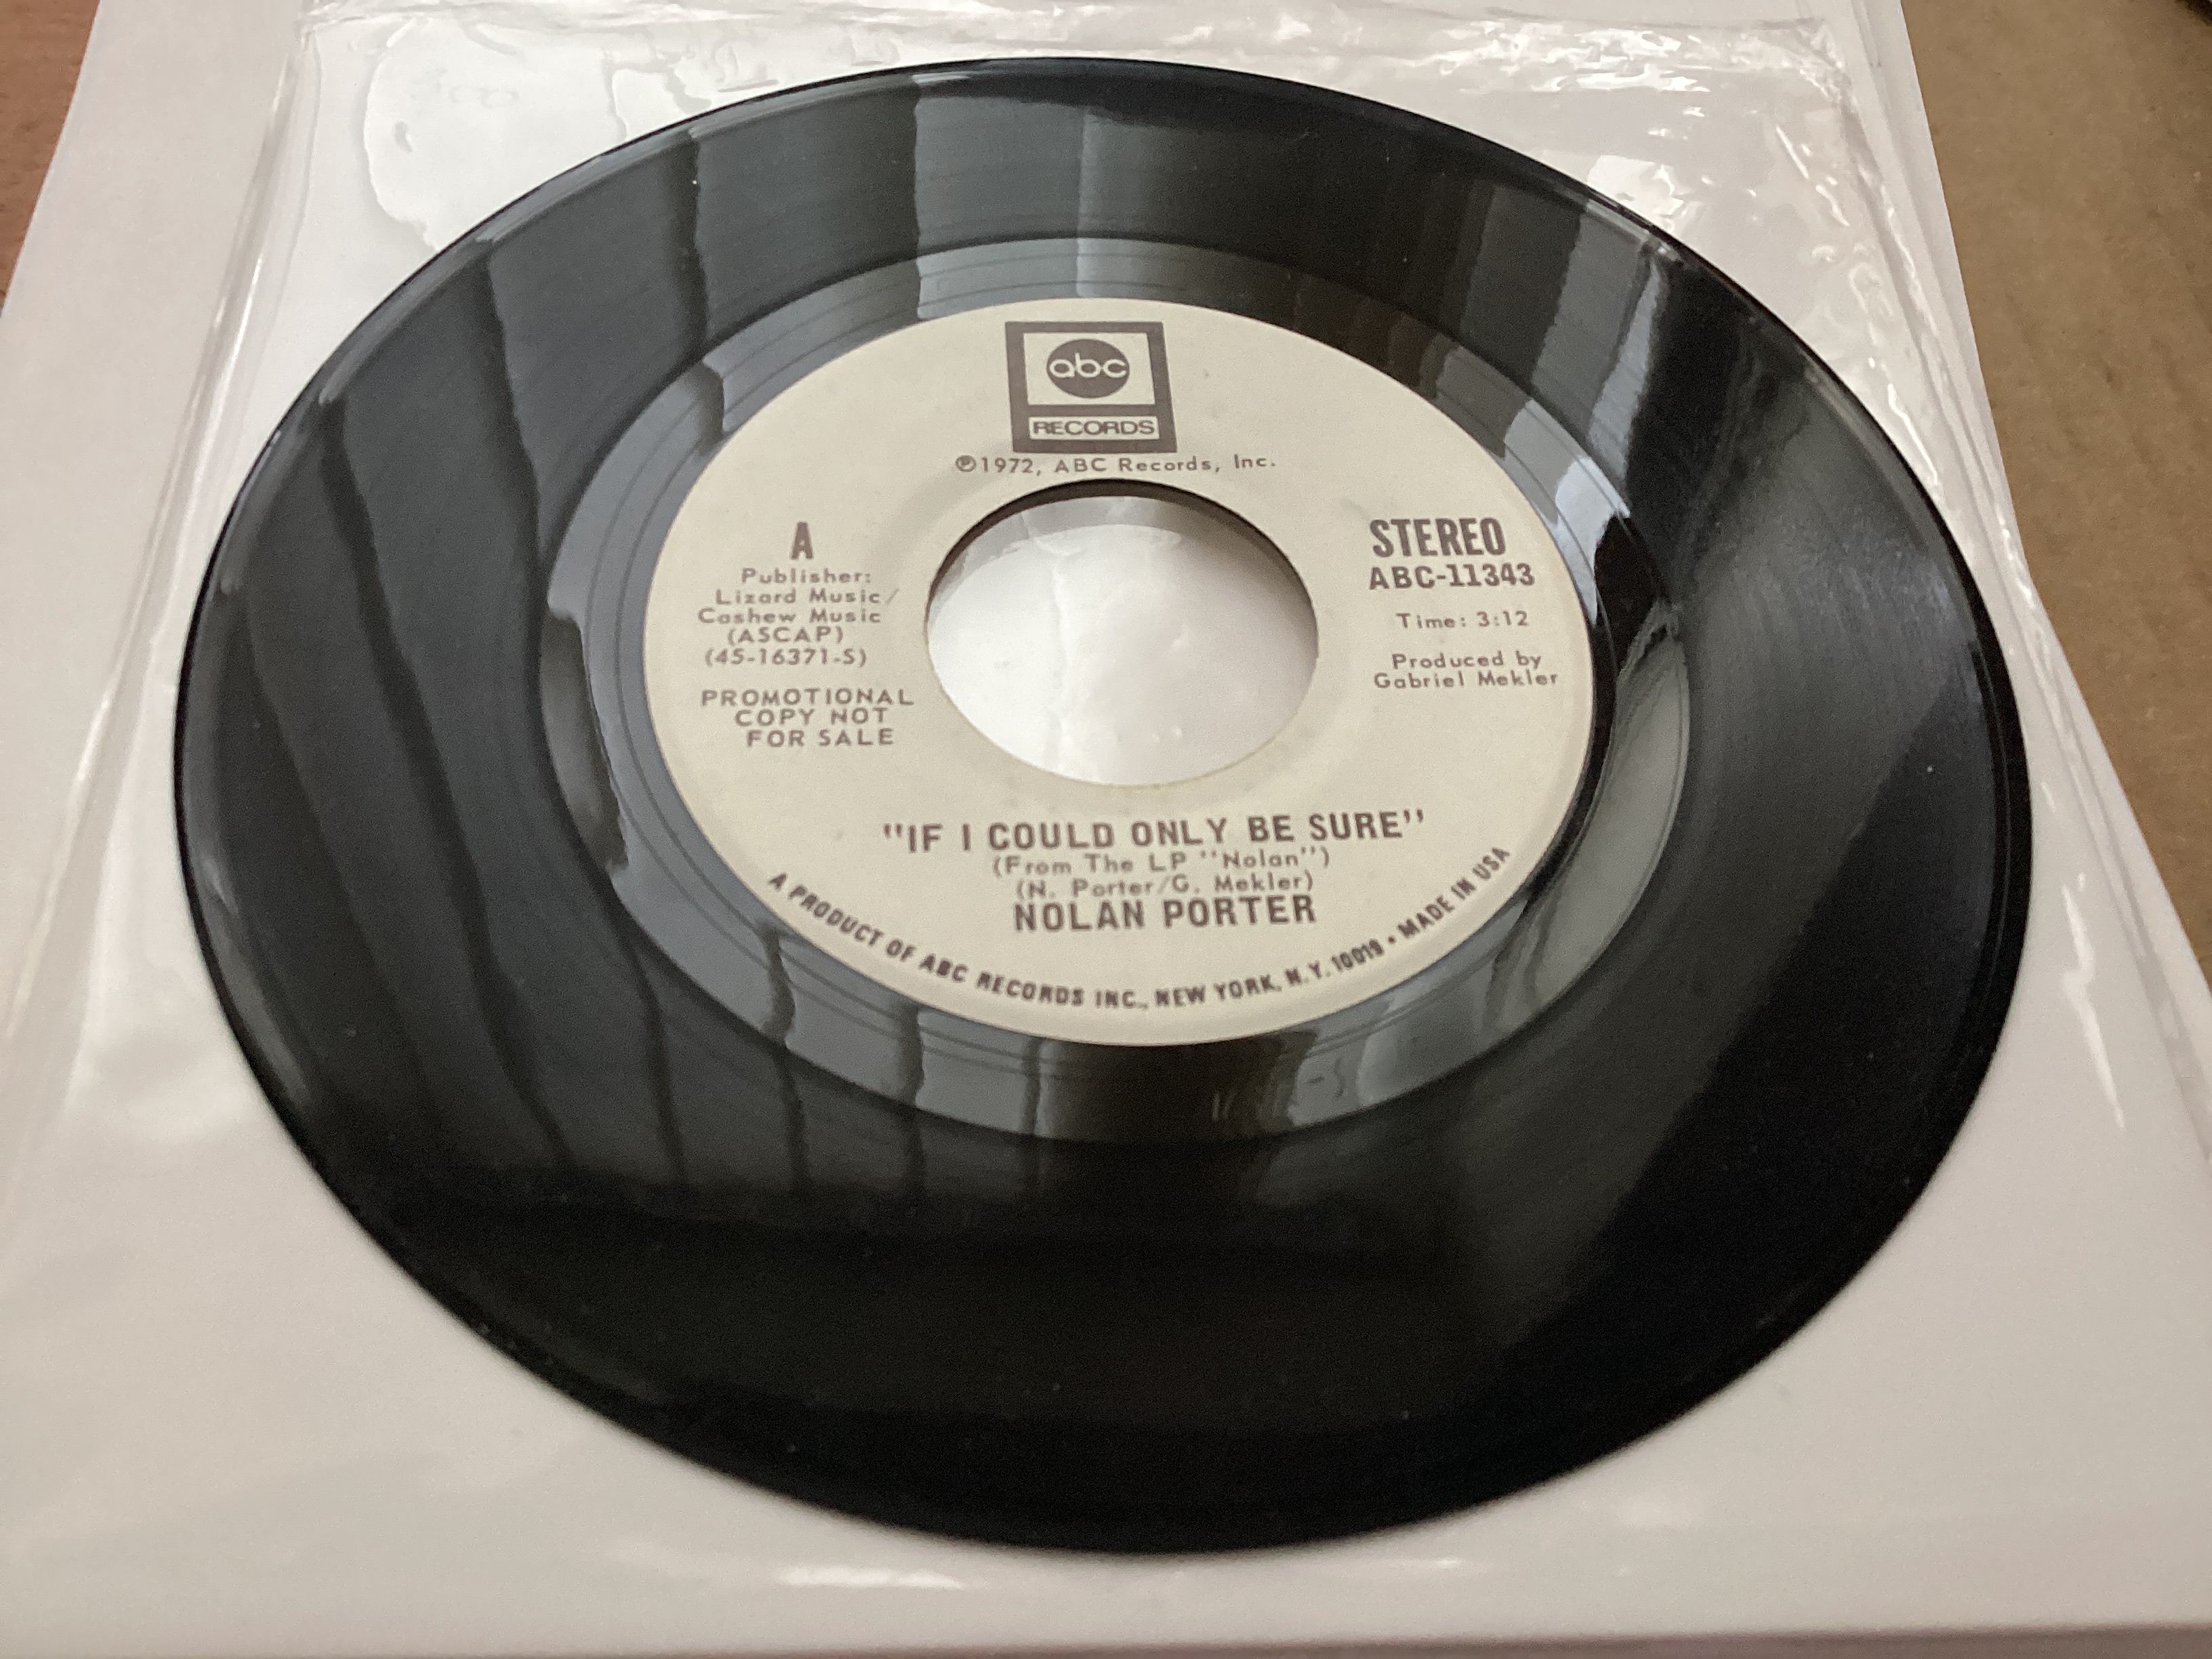 abc
RECORDS
℗1972, ABC Records, Inc.
A
Publisher:
Lizard Music/
Cashew Music
(ASCAP)
(45-16371-S)
PROMOTIONAL
COPY NOT
FOR SALE
STEREO
ABC-11343
Time: 3:12
Produced by
Gabriel Mekler
"IF I COULD ONLY BE SURE"
(From The LP "Nolan")
(N. Porter/G. Mekler)
NOLAN PORTER
A PRODUCT OF ABC RECORDS INC., NEW YORK, N.Y. 10019 • MADE IN USA